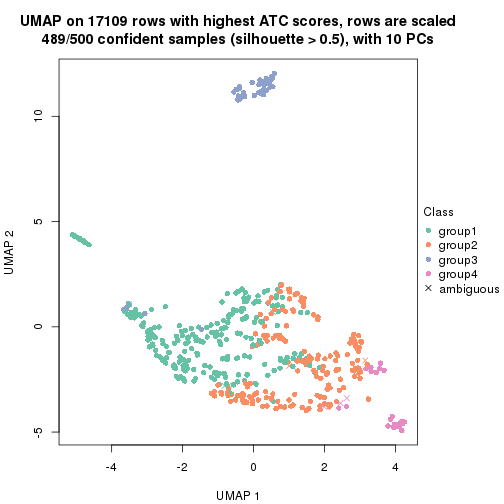 UMAP on 17109 rows with highest ATC scores, rows are scaled
489/500 confident samples (silhouette > 0.5), with 10 PCs
10
5
0
-5
UMAP 2
-4
-2
0
2
4
UMAP 1
Class
group1
group2
group3
group4
ambiguous